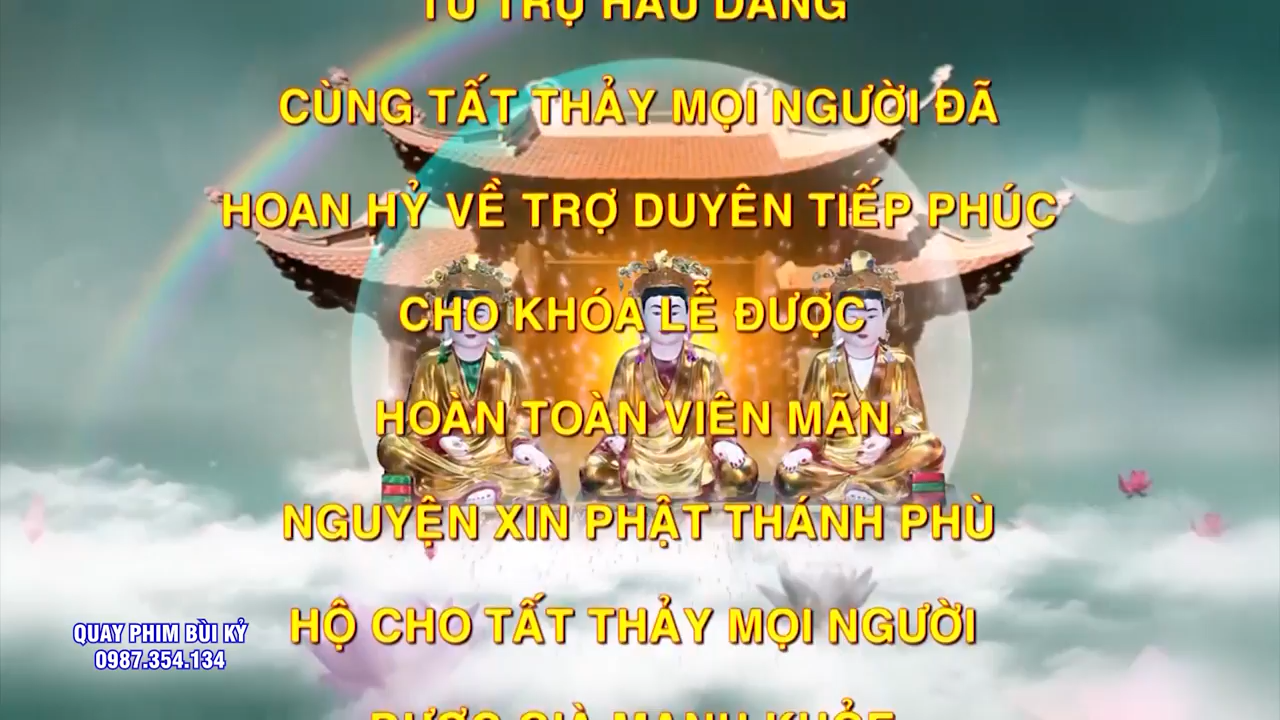 TỨ TRỤ HẦU DÂNG
CÙNG TẤT THẢY MỌI NGƯỜI ĐÃ
HOAN HỶ VỀ TRỢ DUYÊN TIẾP PHÚC
CHO KHÓA LỄ ĐƯỢC
HOÀN TOÀN VIÊN MÃN.
NGUYỆN XIN PHẬT THÁNH PHÙ
HỘ CHO TẤT THẢY MỌI NGƯỜI
ĐƯỢC GIÀ MẠNH KHỎE
QUAY PHIM BÙI KỶ
0987.354.134